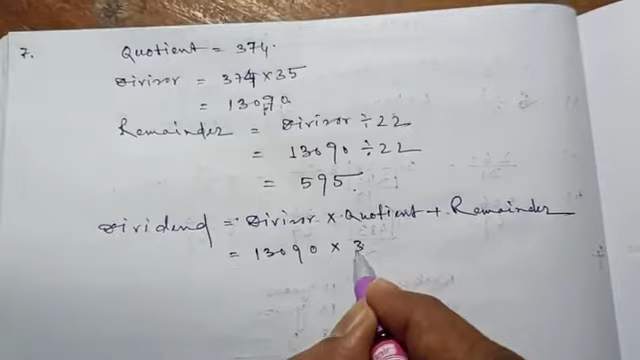 7. Quotient = 374.
Divisor = 374 × 35
= 13090
Remainder = Divisor ÷ 22
= 13090 ÷ 22
= 595.
Dividend = Divisor × Quotient + Remainder
= 13090 × 3